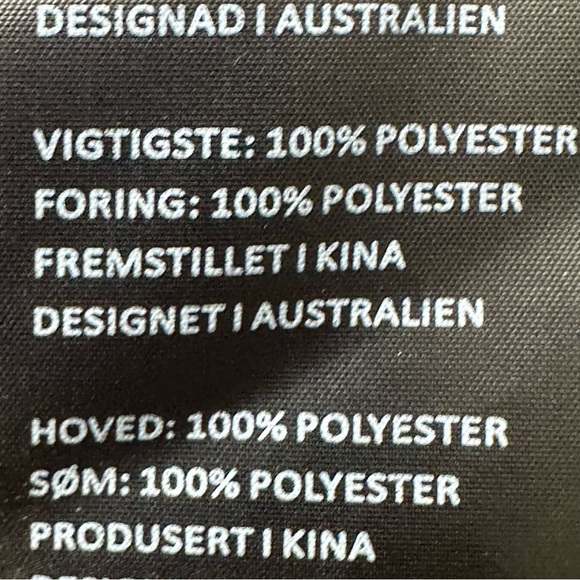 DESIGNAD I AUSTRALIEN
VIGTIGSTE: 100% POLYESTER
FORING: 100% POLYESTER
FREMSTILLET I KINA
DESIGNET I AUSTRALIEN
HOVED: 100% POLYESTER
SØM: 100% POLYESTER
PRODUSERT I KINA